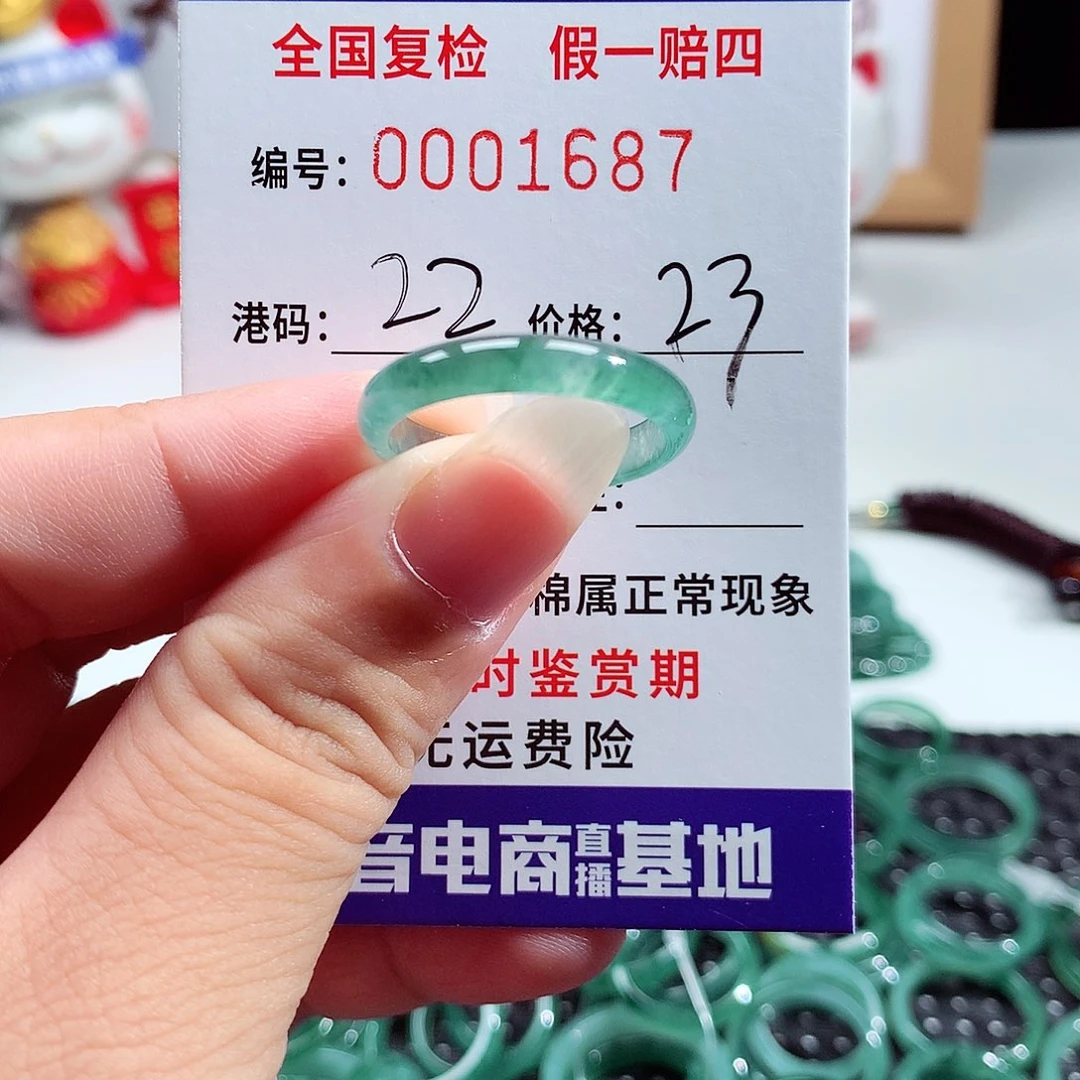 全国复检 假一赔四
编号：0001687
港码：22 价格：23
棉属正常现象
时鉴赏期
无运费险
音电商直播基地